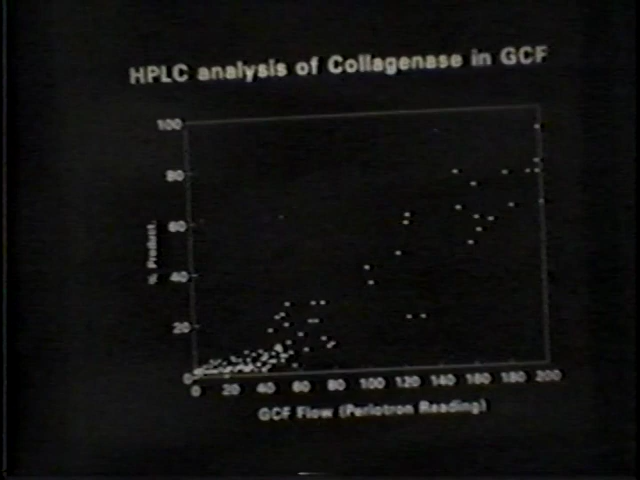 HPLC analysis of Collagenase in GCF
100
80
60
40
20
0
% Product.
0 20 40 60 80 100 120 140 160 180 200
GCF Flow (Periotron Reading)